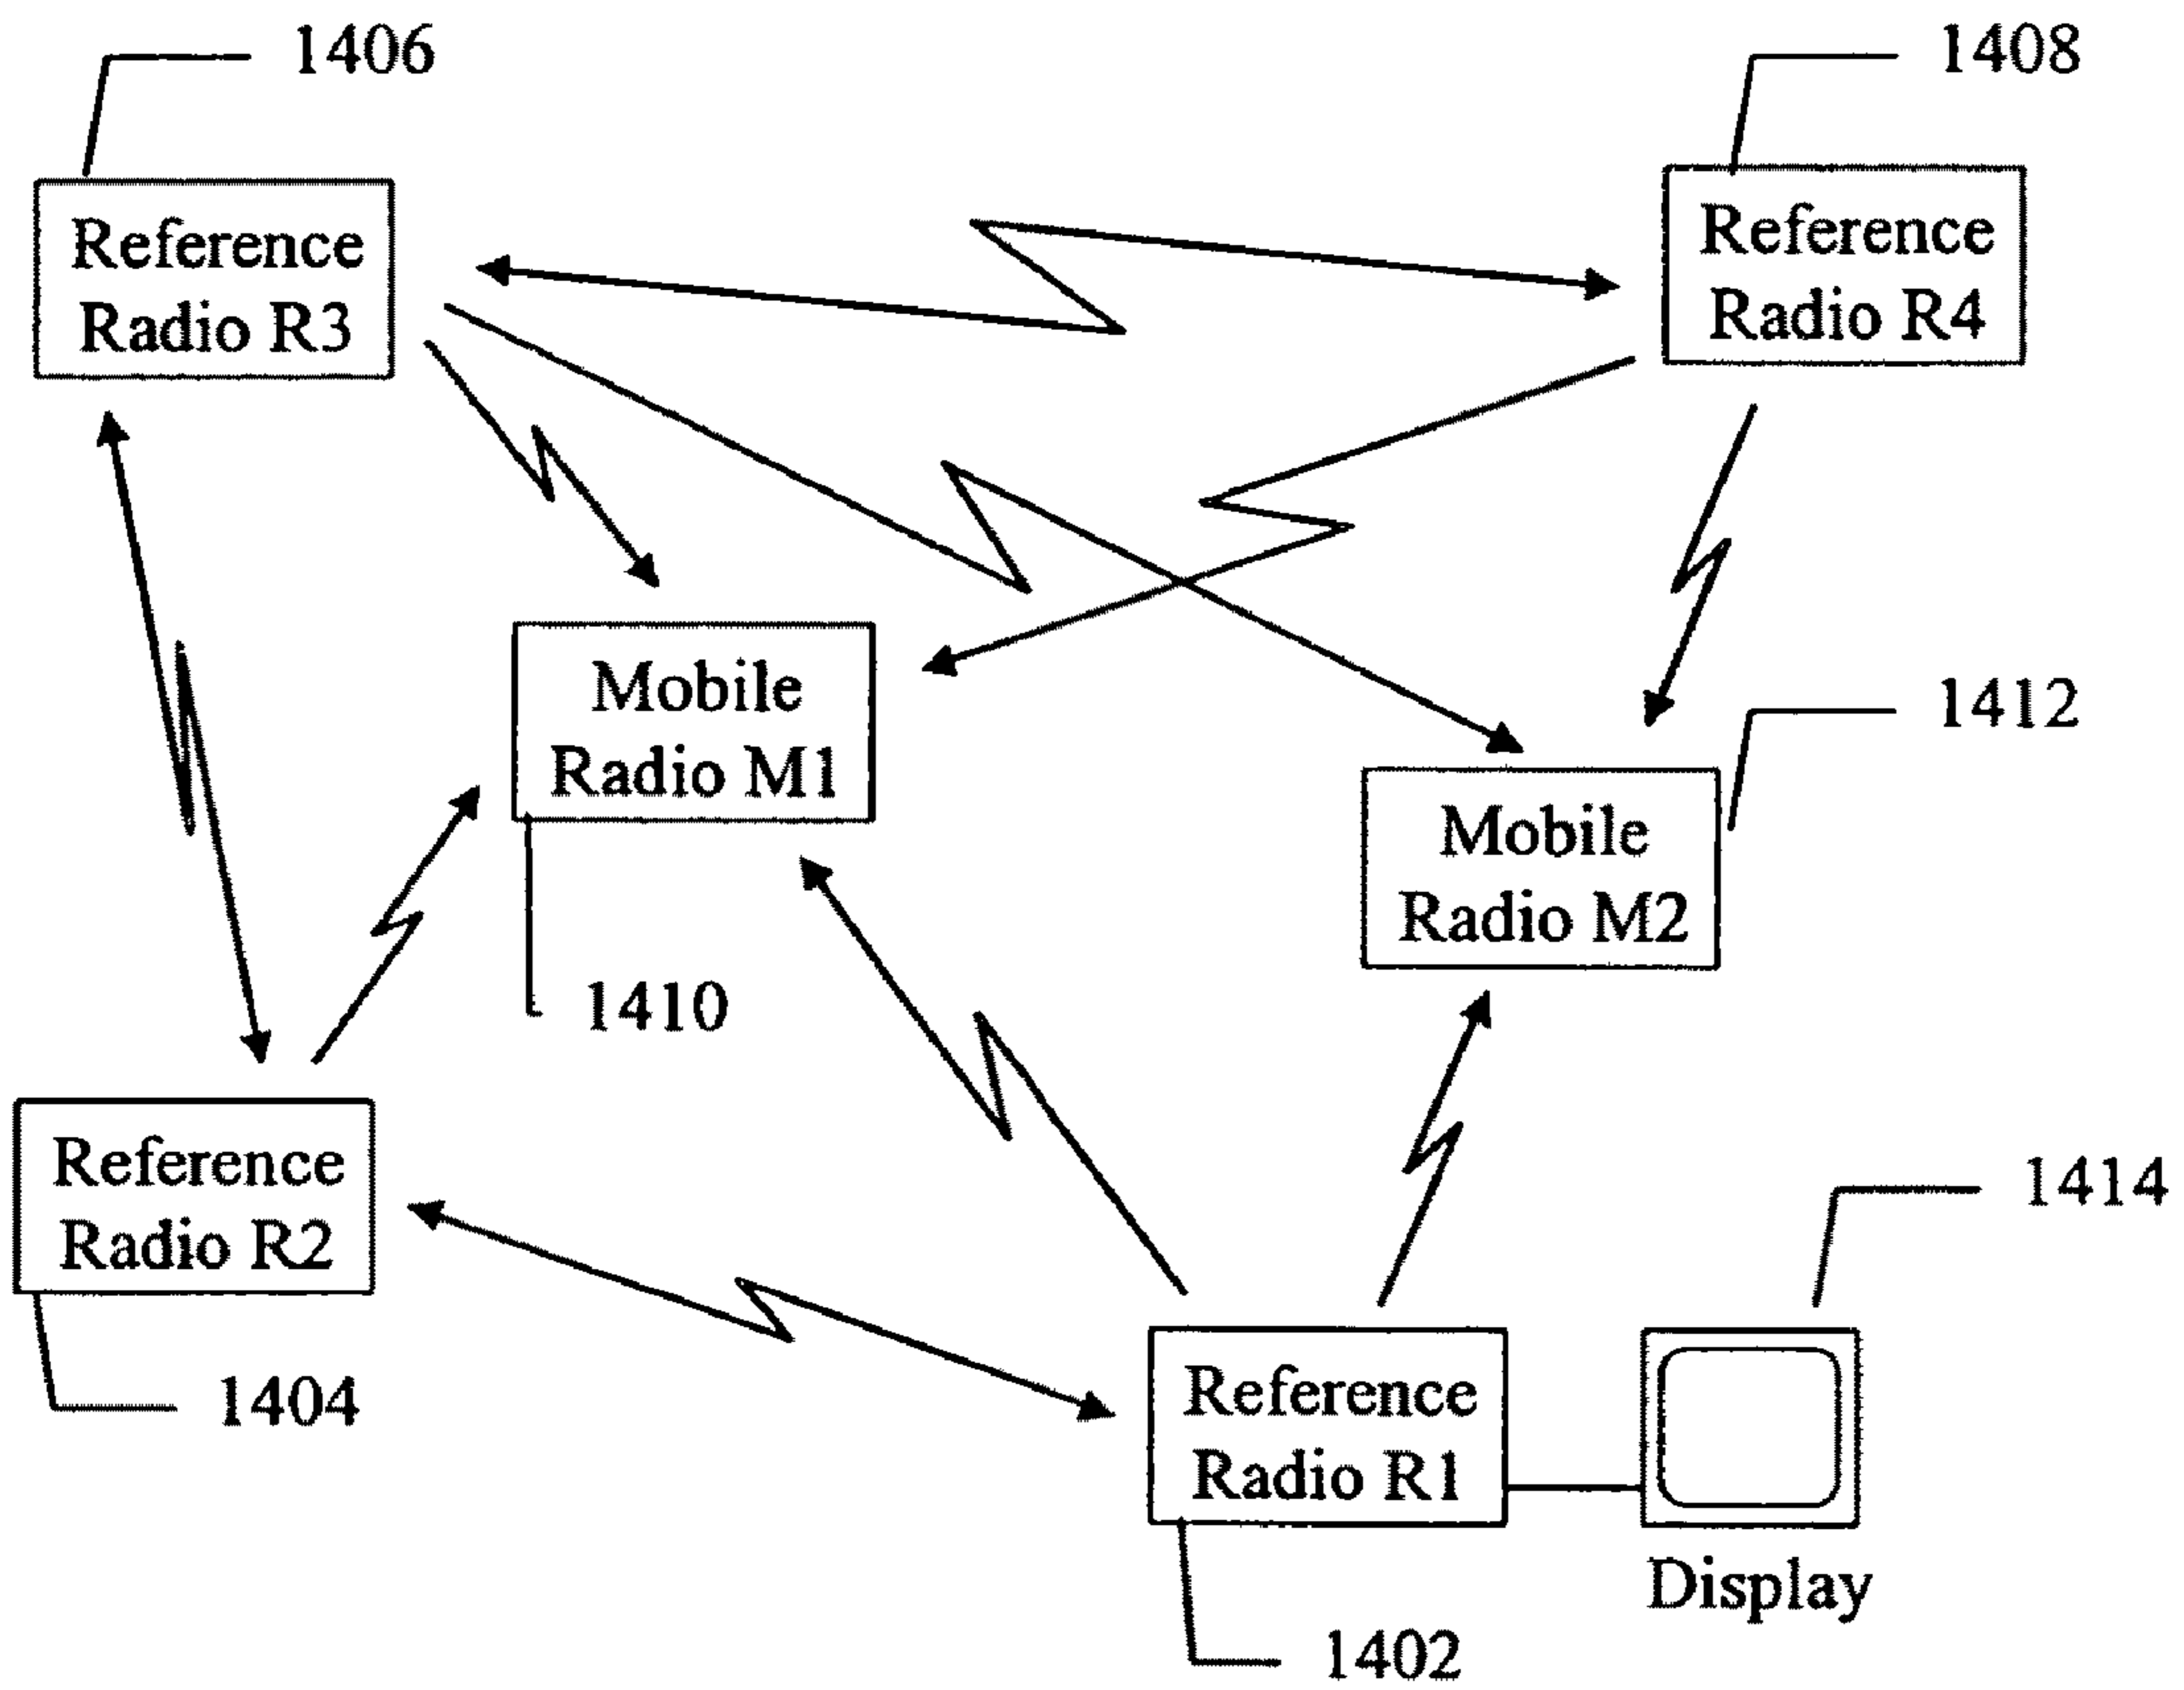 1406
1408
Reference
Radio R3
Reference
Radio R4
Mobile
Radio M1
1412
Mobile
Radio M2
1410
Reference
Radio R2
1414
1404
Reference
Radio R1
Display
1402